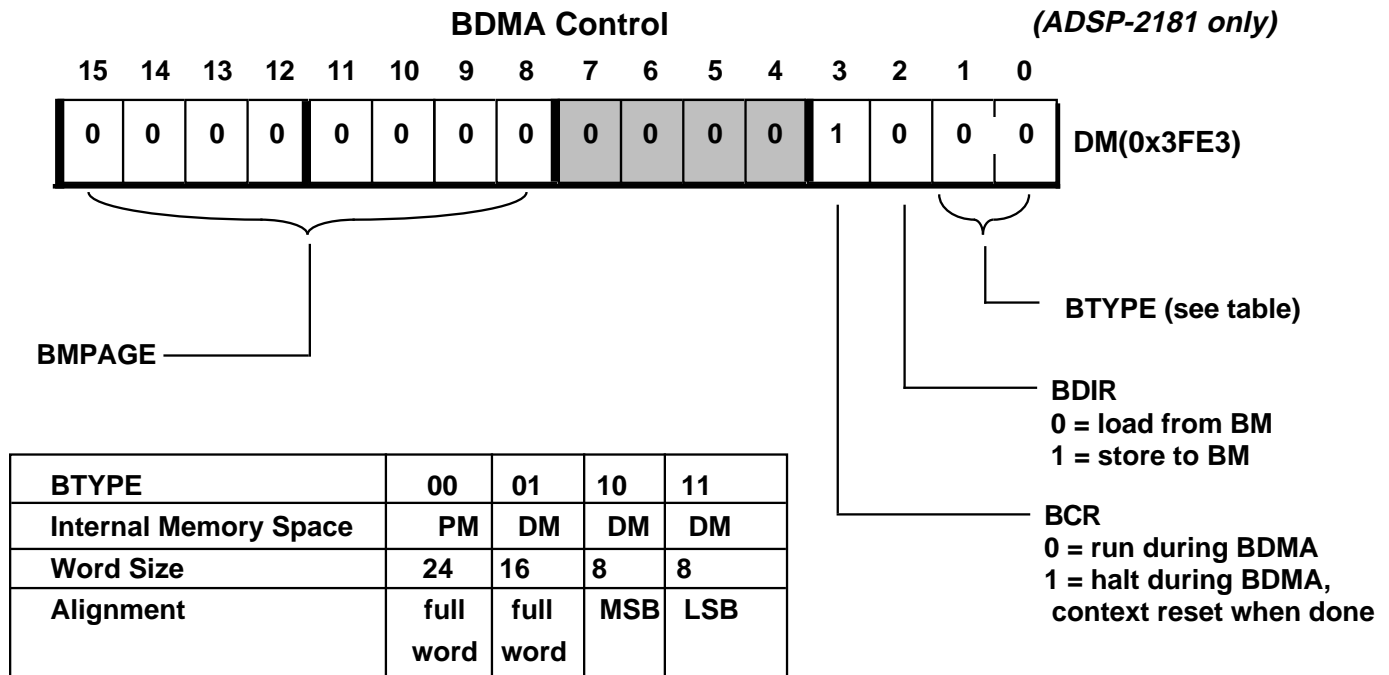 BDMA Control (ADSP-2181 only)
15 14 13 12 11 10 9 8 7 6 5 4 3 2 1 0
0 0 0 0 0 0 0 0 0 0 0 0 1 0 0 0 DM(0x3FE3)
BTYPE (see table)
BMPAGE
BDIR
0 = load from BM
1 = store to BM
BCR
0 = run during BDMA
1 = halt during BDMA,
context reset when done
BTYPE 00 01 10 11
Internal Memory Space PM DM DM DM
Word Size 24 16 8 8
Alignment full full MSB LSB
word word